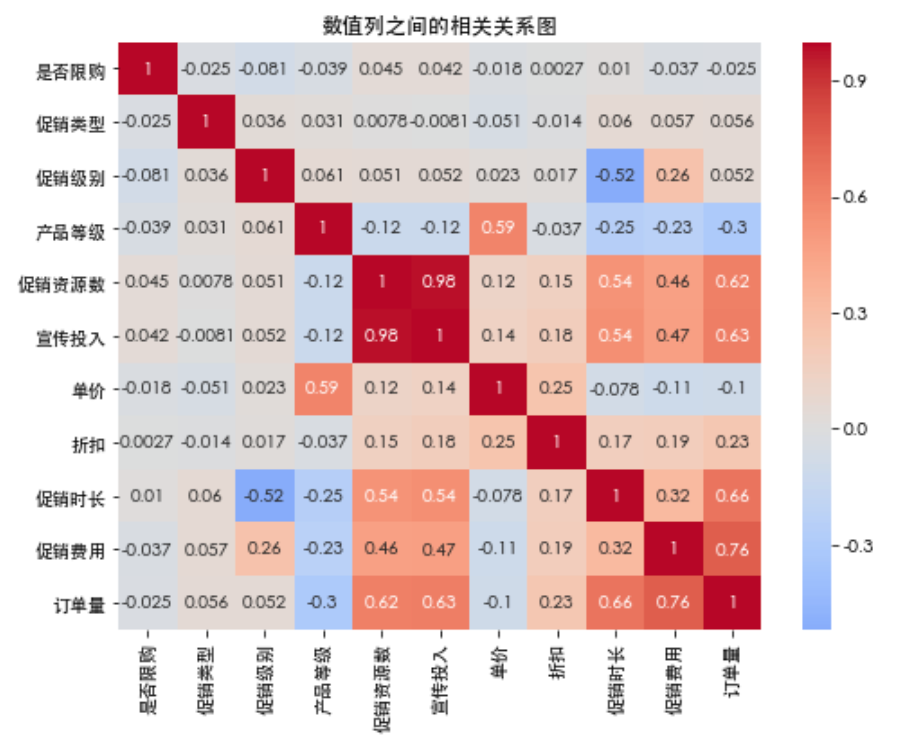 数值列之间的相关关系图
是否限购 1 -0.025 -0.081 -0.039 0.045 0.042 -0.018 0.0027 0.01 -0.037 -0.025
促销类型 -0.025 1 0.036 0.031 0.0078 -0.0081 -0.051 -0.014 0.06 0.057 0.056
促销级别 -0.081 0.036 1 0.061 0.051 0.052 0.023 0.017 -0.52 0.26 0.052
产品等级 -0.039 0.031 0.061 1 -0.12 -0.12 0.59 -0.037 -0.25 -0.23 -0.3
促销资源数 0.045 0.0078 0.051 -0.12 1 0.98 0.12 0.15 0.54 0.46 0.62
宣传投入 0.042 -0.0081 0.052 -0.12 0.98 1 0.14 0.18 0.54 0.47 0.63
单价 -0.018 -0.051 0.023 0.59 0.12 0.14 1 0.25 -0.078 -0.11 -0.1
折扣 0.0027 -0.014 0.017 -0.037 0.15 0.18 0.25 1 0.17 0.19 0.23
促销时长 0.01 0.06 -0.52 -0.25 0.54 0.54 -0.078 0.17 1 0.32 0.66
促销费用 -0.037 0.057 0.26 -0.23 0.46 0.47 -0.11 0.19 0.32 1 0.76
订单量 -0.025 0.056 0.052 -0.3 0.62 0.63 -0.1 0.23 0.66 0.76 1
是否限购 促销类型 促销级别 产品等级 促销资源数 宣传投入 单价 折扣 促销时长 促销费用 订单量
0.9
0.6
0.3
0.0
-0.3